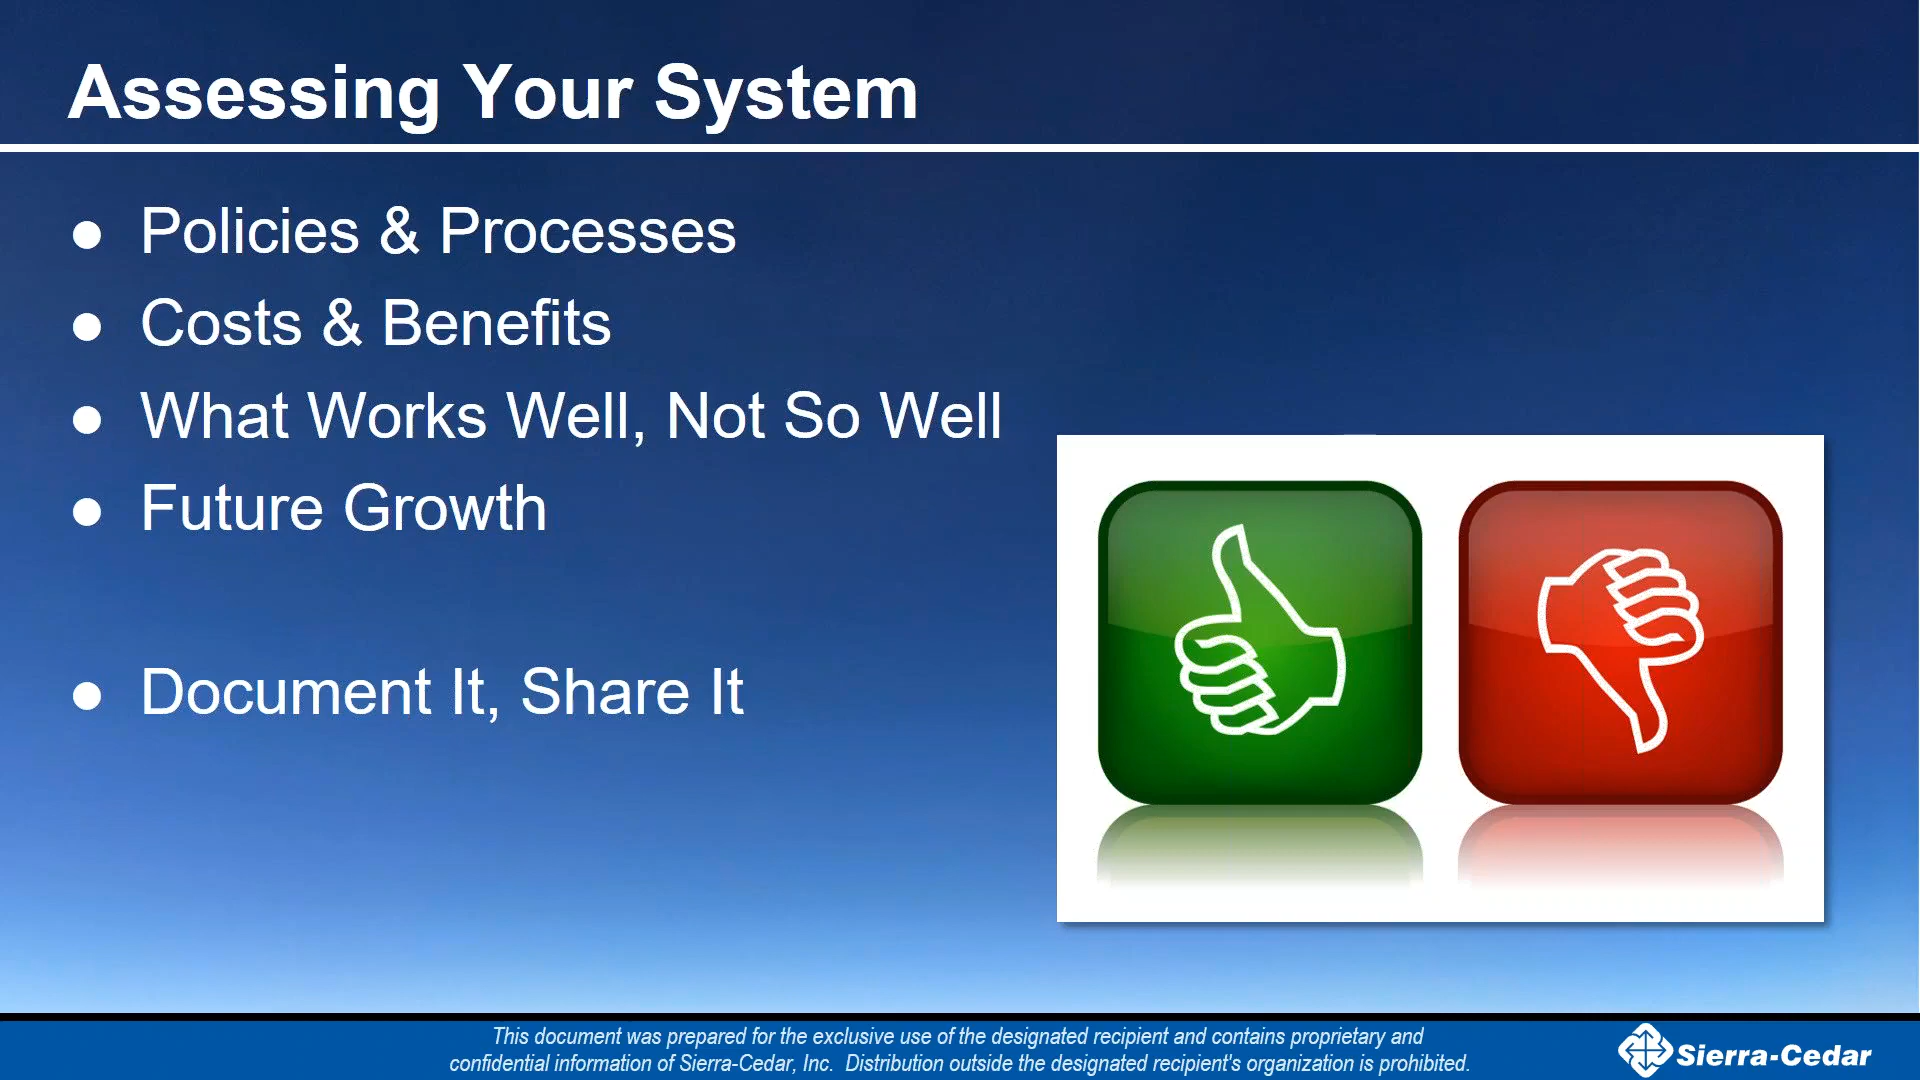 Assessing Your System
● Policies & Processes
● Costs & Benefits
● What Works Well, Not So Well
● Future Growth
● Document It, Share It
This document was prepared for the exclusive use of the designated recipient and contains proprietary and
confidential information of Sierra-Cedar, Inc. Distribution outside the designated recipient's organization is prohibited.
Sierra-Cedar